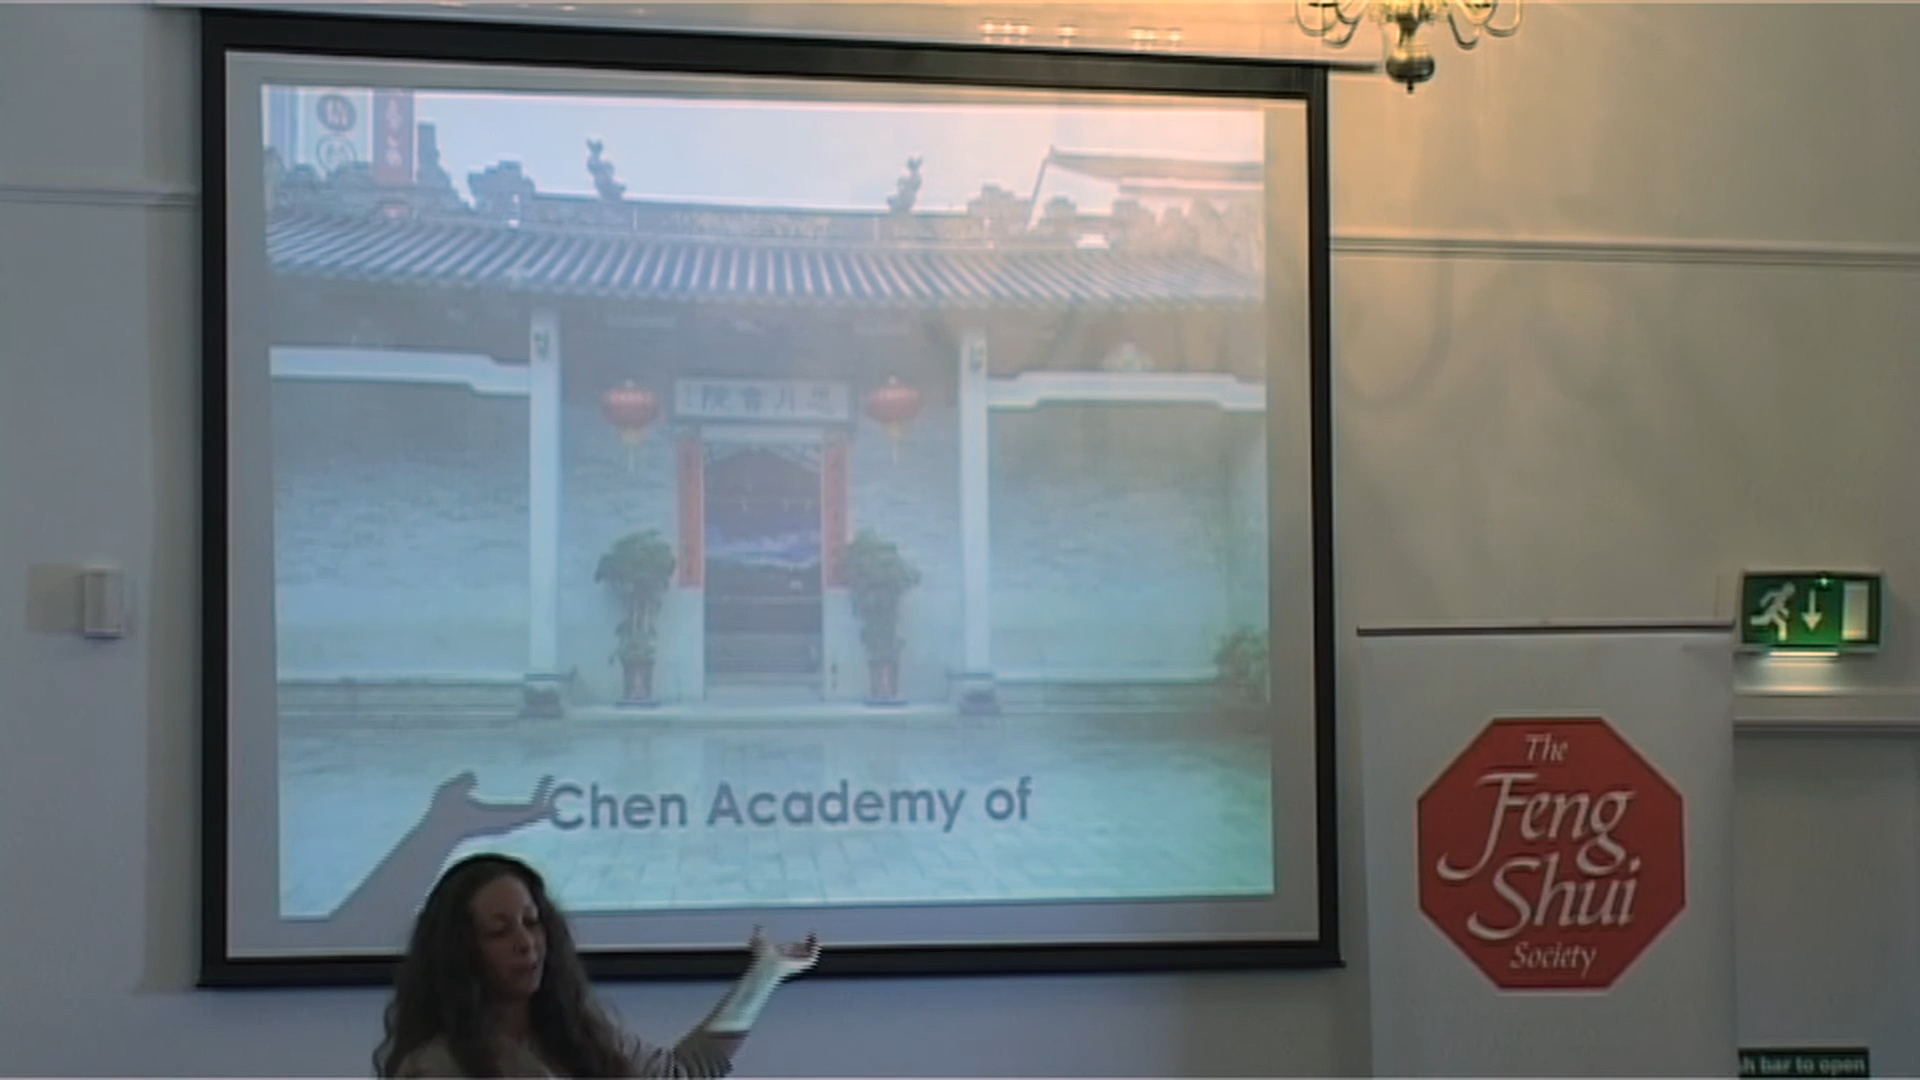 Chen Academy of
The
Feng
Shui
Society
h bar to open